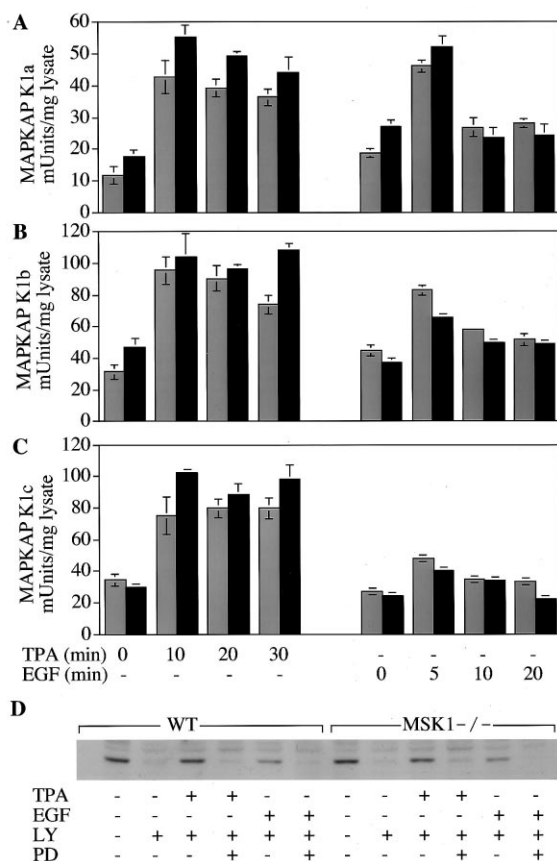 A
MAPKAP K1a
mUnits/mg lysate
60
50
40
30
20
10
0
B
MAPKAP K1b
mUnits/mg lysate
120
100
80
60
40
20
0
C
MAPKAP K1c
mUnits/mg lysate
120
100
80
60
40
20
0
TPA (min) 0 10 20 30 - - - -
EGF (min) - - - - 0 5 10 20
D
WT MSK1-/-
TPA - - + + - - - - + + - -
EGF - - - - + + - - - - + +
LY - + + + + + - + + + + +
PD - - - + - + - - - + - +